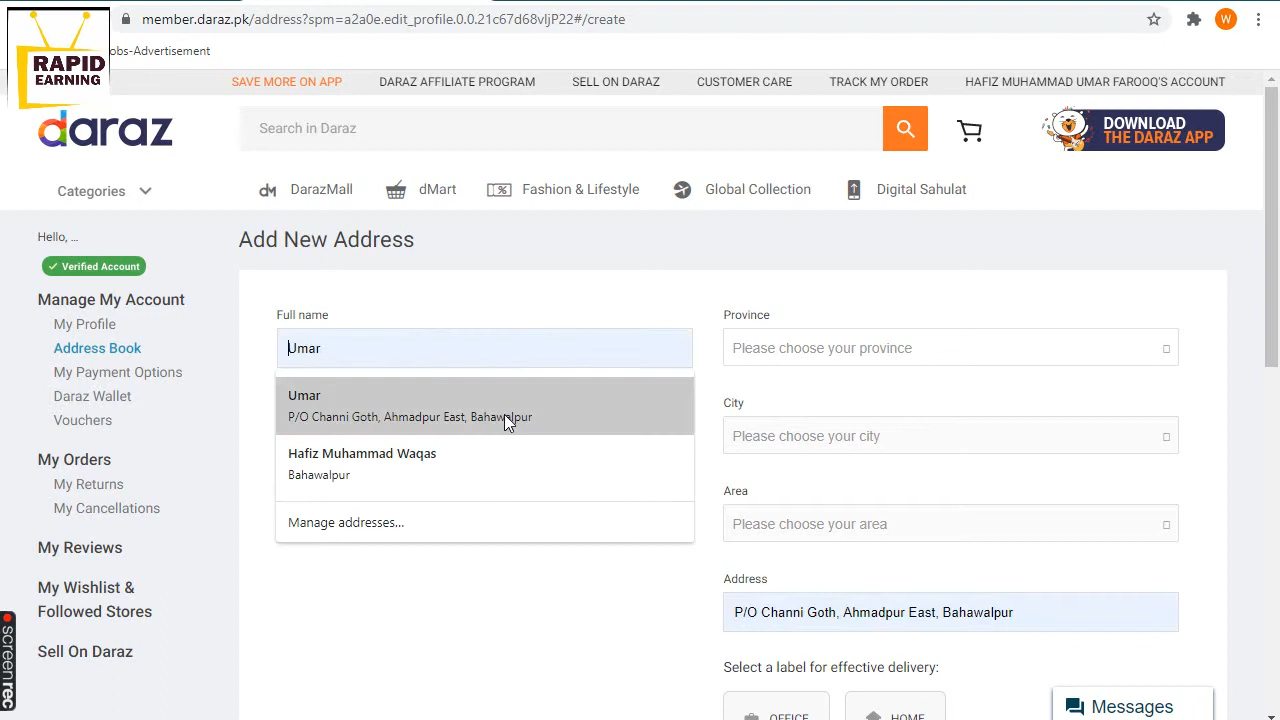 member.daraz.pk/address?spm=a2a0e.edit_profile.0.0.21c67d68vljP22#/create
W
RAPID
EARNING
obs-Advertisement
SAVE MORE ON APP
DARAZ AFFILIATE PROGRAM
SELL ON DARAZ
CUSTOMER CARE
TRACK MY ORDER
HAFIZ MUHAMMAD UMAR FAROOQ'S ACCOUNT
daraz
Search in Daraz
DOWNLOAD
THE DARAZ APP
Categories
DarazMall
dMart
Fashion & Lifestyle
Global Collection
Digital Sahulat
Hello, ...
Verified Account
Manage My Account
My Profile
Address Book
My Payment Options
Daraz Wallet
Vouchers
My Orders
My Returns
My Cancellations
My Reviews
My Wishlist &
Followed Stores
Sell On Daraz
Add New Address
Full name
Umar
Umar
P/O Channi Goth, Ahmadpur East, Bahawalpur
Hafiz Muhammad Waqas
Bahawalpur
Manage addresses...
Province
Please choose your province
City
Please choose your city
Area
Please choose your area
Address
P/O Channi Goth, Ahmadpur East, Bahawalpur
Select a label for effective delivery:
OFFICE
HOME
Messages
screenrec